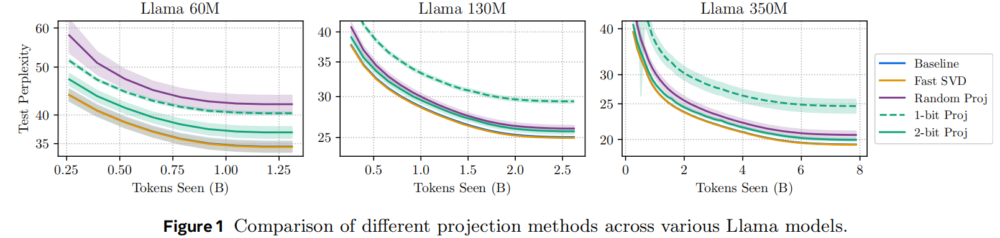 Llama 60M
Llama 130M
Llama 350M
Test Perplexity
60
50
40
35
0.25 0.50 0.75 1.00 1.25
Tokens Seen (B)
40
35
30
25
0.5 1.0 1.5 2.0 2.5
Tokens Seen (B)
40
30
25
20
0 2 4 6 8
Tokens Seen (B)
Baseline
Fast SVD
Random Proj
1-bit Proj
2-bit Proj
Figure 1 Comparison of different projection methods across various Llama models.